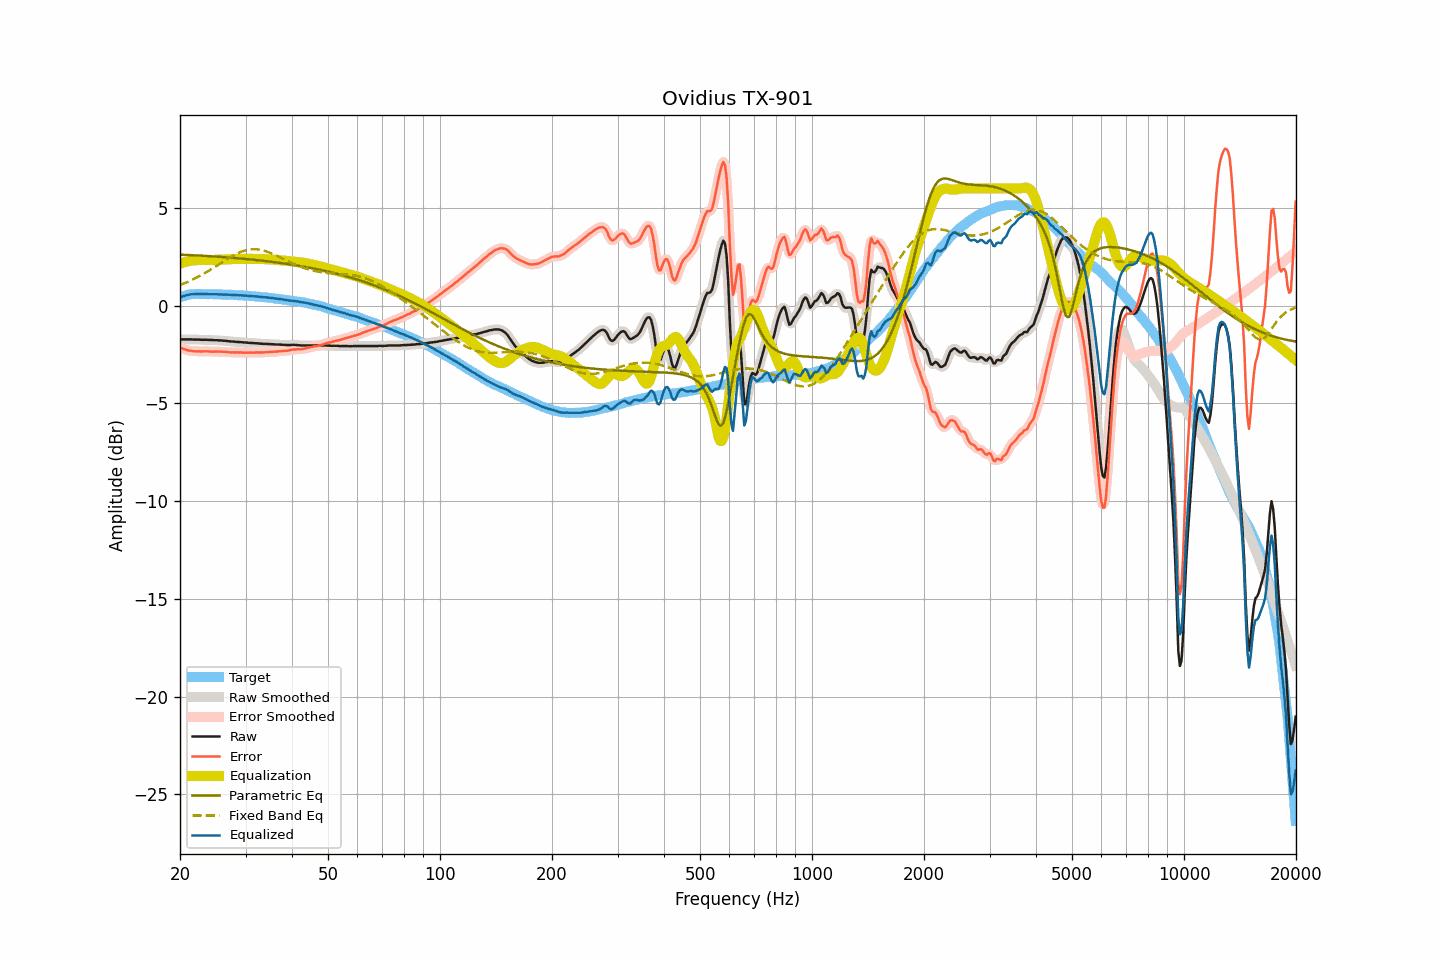 Ovidius TX-901
Amplitude (dBr)
5
0
−5
−10
−15
−20
−25
Target
Raw Smoothed
Error Smoothed
Raw
Error
Equalization
Parametric Eq
Fixed Band Eq
Equalized
20 50 100 200 500 1000 2000 5000 10000 20000
Frequency (Hz)